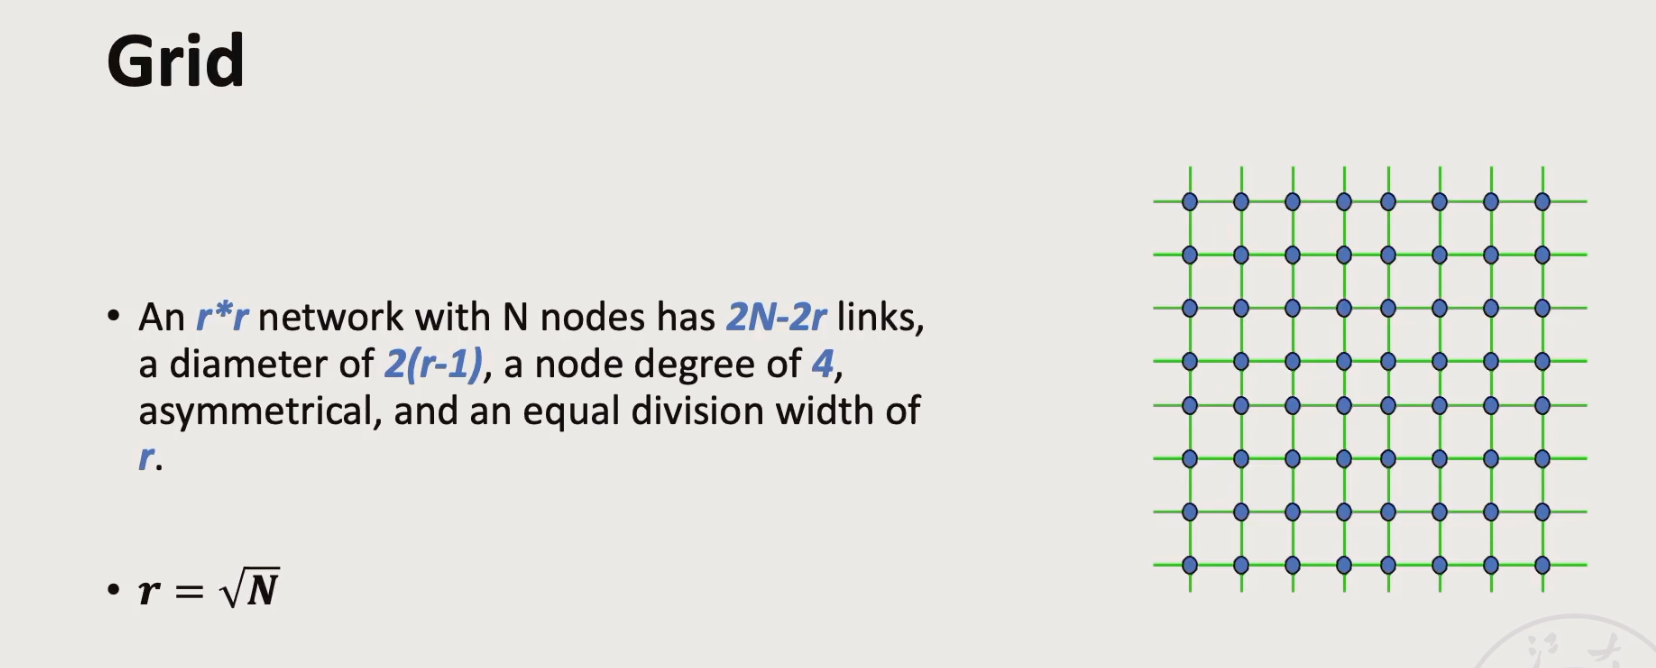 Grid
• An r*r network with N nodes has 2N-2r links,
a diameter of 2(r-1), a node degree of 4,
asymmetrical, and an equal division width of
r.
• r = √N